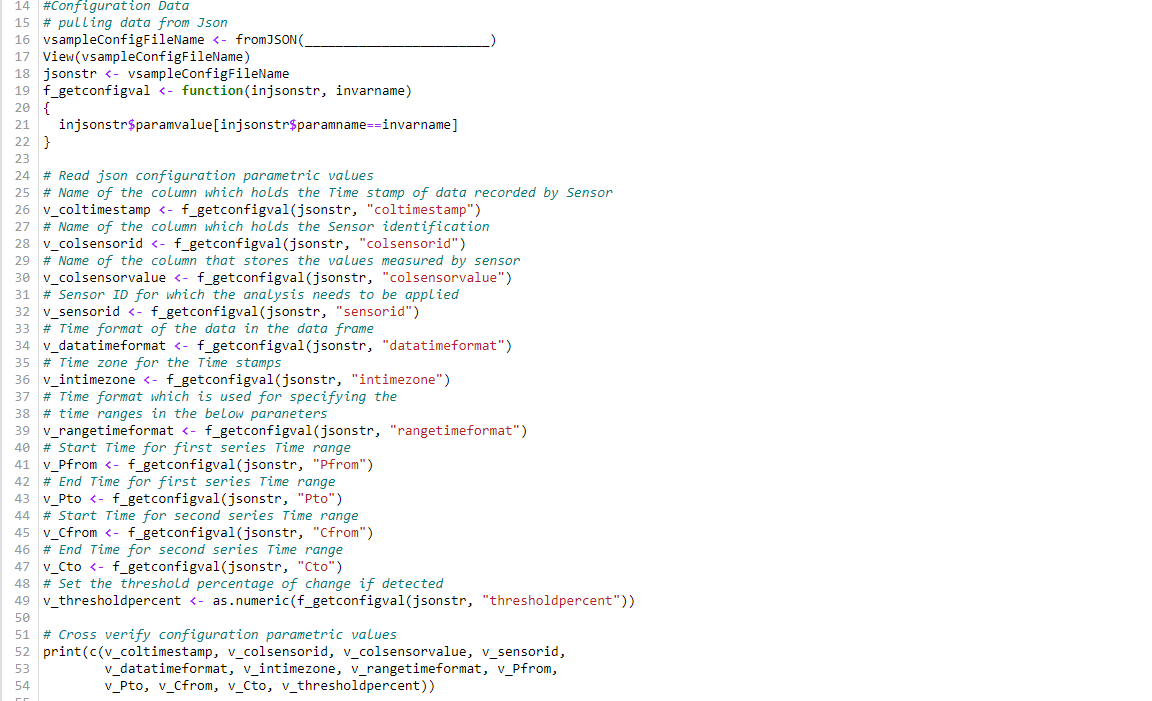 14 #Configuration Data
15 # pulling data from Json
16 vsampleConfigFileName <- fromJSON(________________________)
17 View(vsampleConfigFileName)
18 jsonstr <- vsampleConfigFileName
19 f_getconfigval <- function(injsonstr, invarname)
20 {
21   injsonstr$paramvalue[injsonstr$paramname==invarname]
22 }
23
24 # Read json configuration parametric values
25 # Name of the column which holds the Time stamp of data recorded by Sensor
26 v_coltimestamp <- f_getconfigval(jsonstr, "coltimestamp")
27 # Name of the column which holds the Sensor identification
28 v_colsensorid <- f_getconfigval(jsonstr, "colsensorid")
29 # Name of the column that stores the values measured by sensor
30 v_colsensorvalue <- f_getconfigval(jsonstr, "colsensorvalue")
31 # Sensor ID for which the analysis needs to be applied
32 v_sensorid <- f_getconfigval(jsonstr, "sensorid")
33 # Time format of the data in the data frame
34 v_datatimeformat <- f_getconfigval(jsonstr, "datatimeformat")
35 # Time zone for the Time stamps
36 v_intimezone <- f_getconfigval(jsonstr, "intimezone")
37 # Time format which is used for specifying the
38 # time ranges in the below paraneters
39 v_rangetimeformat <- f_getconfigval(jsonstr, "rangetimeformat")
40 # Start Time for first series Time range
41 v_Pfrom <- f_getconfigval(jsonstr, "Pfrom")
42 # End Time for first series Time range
43 v_Pto <- f_getconfigval(jsonstr, "Pto")
44 # Start Time for second series Time range
45 v_Cfrom <- f_getconfigval(jsonstr, "Cfrom")
46 # End Time for second series Time range
47 v_Cto <- f_getconfigval(jsonstr, "Cto")
48 # Set the threshold percentage of change if detected
49 v_thresholdpercent <- as.numeric(f_getconfigval(jsonstr, "thresholdpercent"))
50
51 # Cross verify configuration parametric values
52 print(c(v_coltimestamp, v_colsensorid, v_colsensorvalue, v_sensorid,
53         v_datatimeformat, v_intimezone, v_rangetimeformat, v_Pfrom,
54         v_Pto, v_Cfrom, v_Cto, v_thresholdpercent))